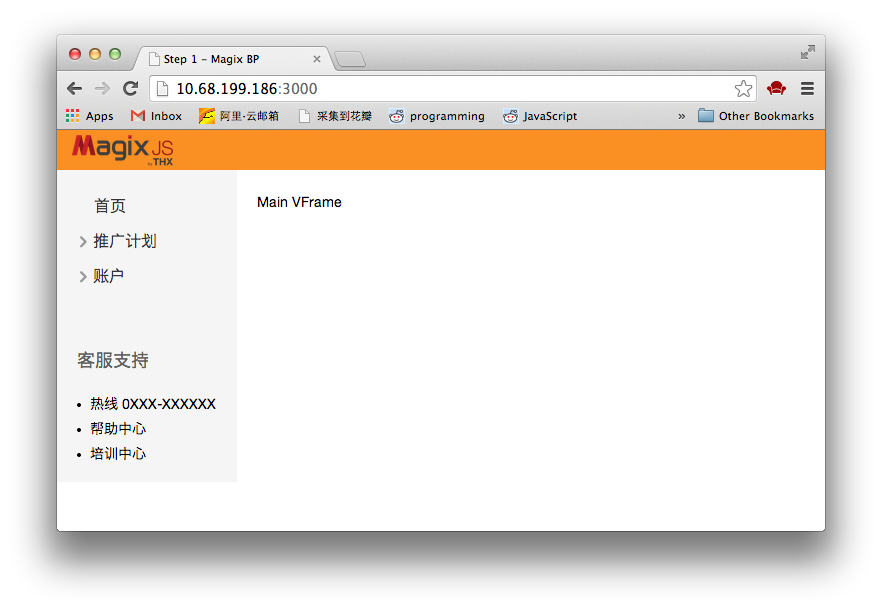 Step 1 – Magix BP
10.68.199.186:3000
Apps Inbox 阿里·云邮箱 采集到花瓣 programming JavaScript » Other Bookmarks
MagixJS
by THX
首页
推广计划
账户
客服支持
• 热线 0XXX-XXXXXX
• 帮助中心
• 培训中心
Main VFrame